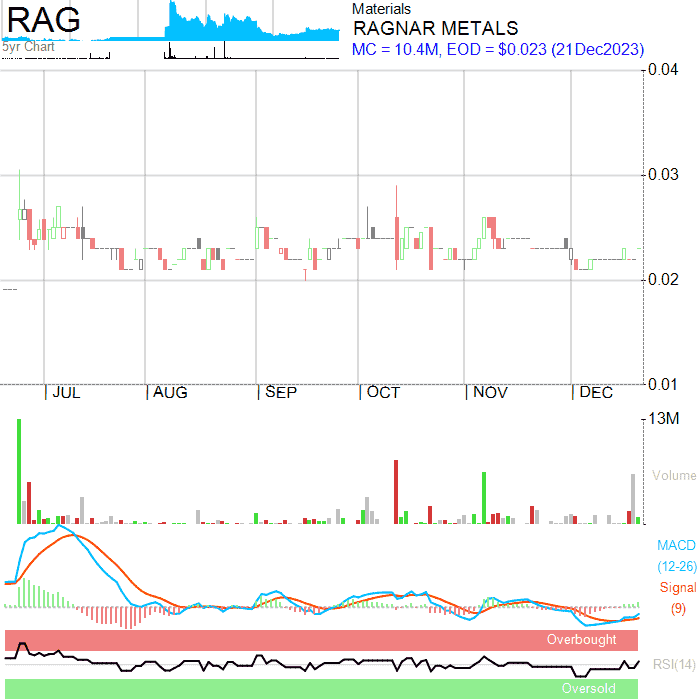 RAG
5yr Chart
Materials
RAGNAR METALS
MC = 10.4M, EOD = $0.023 (21Dec2023)
0.04
0.03
0.02
0.01
JUL AUG SEP OCT NOV DEC
13M
Volume
MACD
(12-26)
Signal
(9)
Overbought
RSI(14)
Oversold